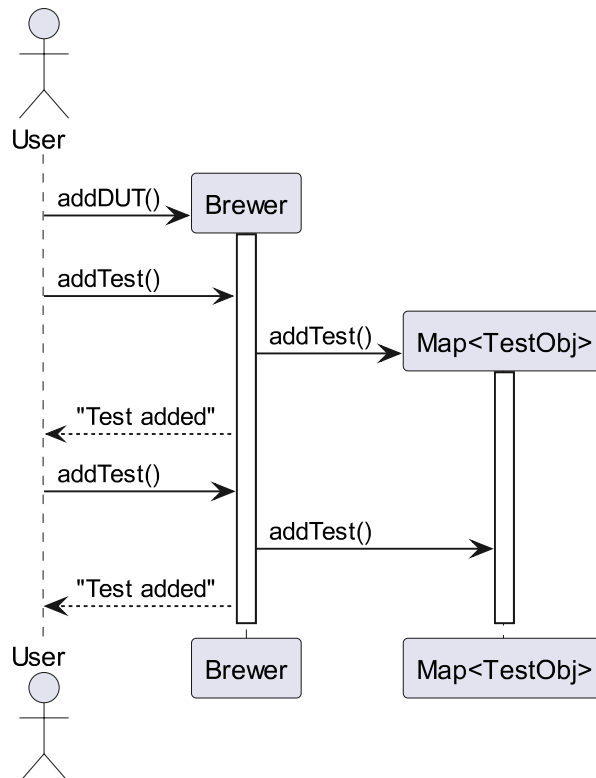 User
addDUT()
Brewer
addTest()
addTest()
Map<TestObj>
"Test added"
addTest()
addTest()
"Test added"
User
Brewer
Map<TestObj>